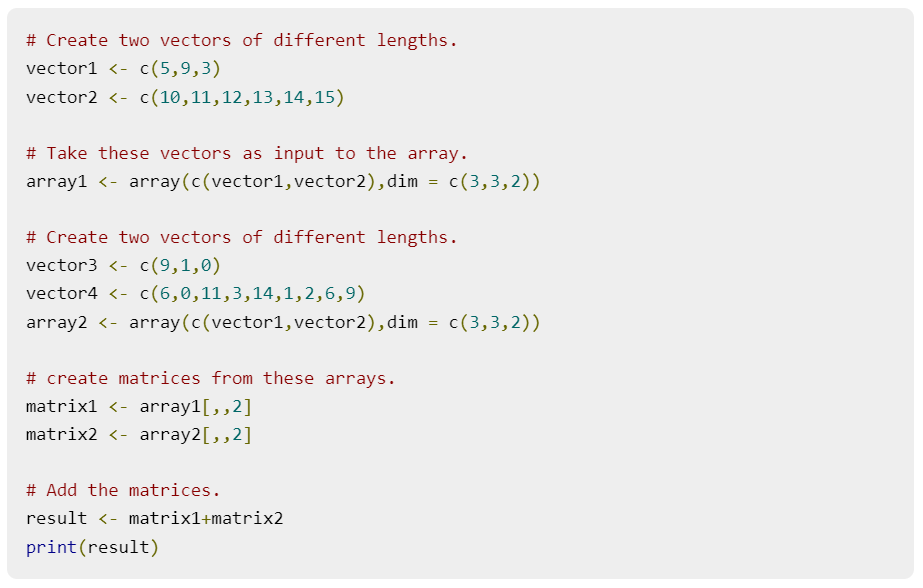 # Create two vectors of different lengths.
vector1 <- c(5,9,3)
vector2 <- c(10,11,12,13,14,15)
# Take these vectors as input to the array.
array1 <- array(c(vector1,vector2),dim = c(3,3,2))
# Create two vectors of different lengths.
vector3 <- c(9,1,0)
vector4 <- c(6,0,11,3,14,1,2,6,9)
array2 <- array(c(vector1,vector2),dim = c(3,3,2))
# create matrices from these arrays.
matrix1 <- array1[,,2]
matrix2 <- array2[,,2]
# Add the matrices.
result <- matrix1+matrix2
print(result)